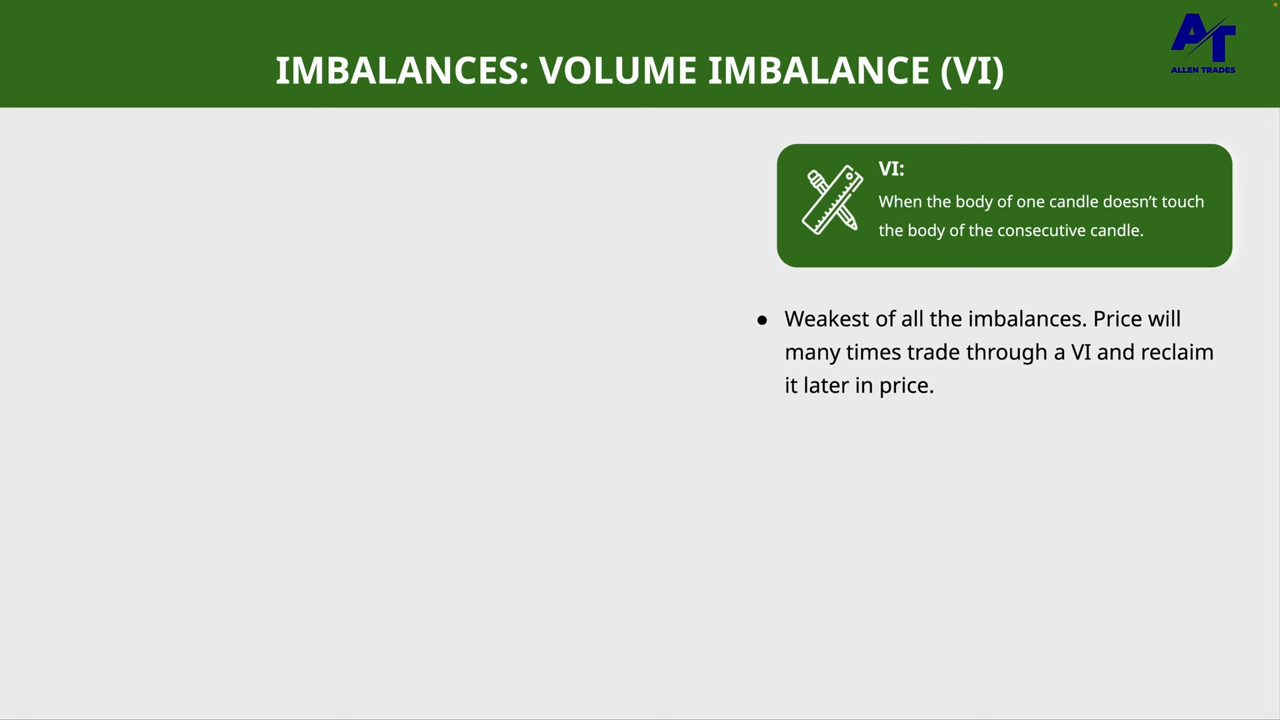 IMBALANCES: VOLUME IMBALANCE (VI)
AT
ALLEN TRADES
VI:
When the body of one candle doesn’t touch
the body of the consecutive candle.
● Weakest of all the imbalances. Price will
many times trade through a VI and reclaim
it later in price.